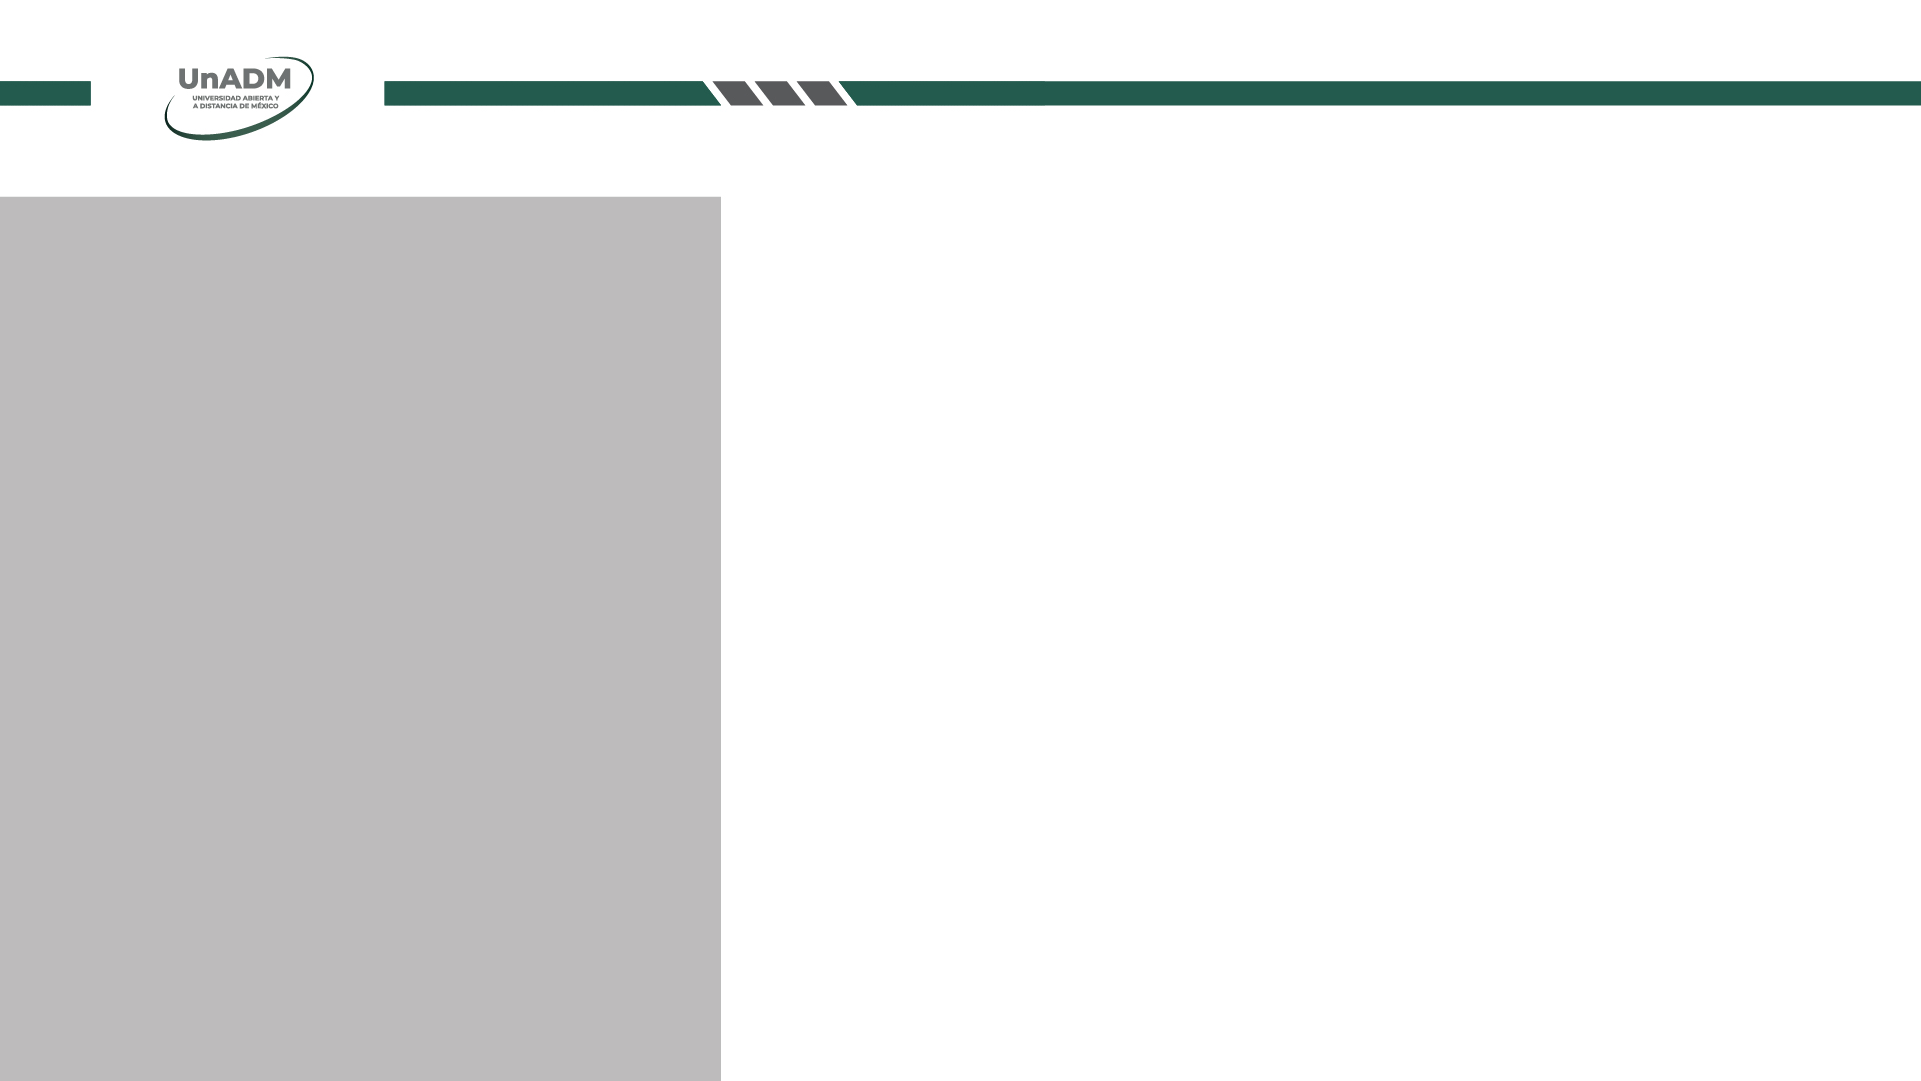 UnADM
UNIVERSIDAD ABIERTA Y
A DISTANCIA DE MÉXICO